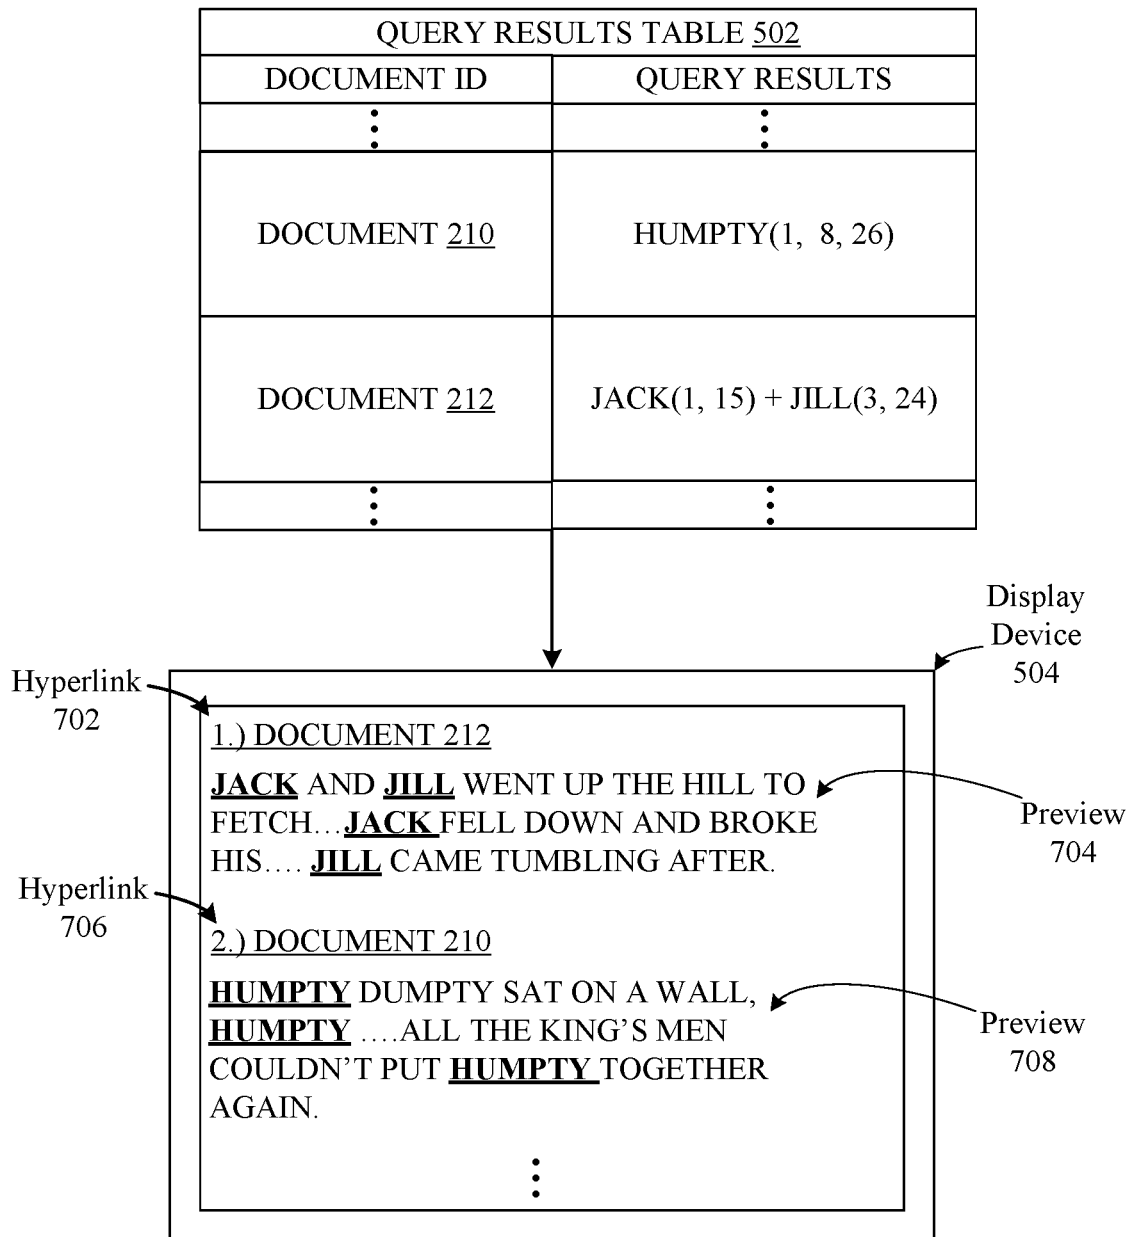 QUERY RESULTS TABLE 502
DOCUMENT ID
QUERY RESULTS
DOCUMENT 210
HUMPTY(1, 8, 26)
DOCUMENT 212
JACK(1, 15) + JILL(3, 24)
Display
Device
504
Hyperlink
702
1.) DOCUMENT 212
JACK AND JILL WENT UP THE HILL TO
FETCH...JACK FELL DOWN AND BROKE
HIS.... JILL CAME TUMBLING AFTER.
Preview
704
Hyperlink
706
2.) DOCUMENT 210
HUMPTY DUMPTY SAT ON A WALL,
HUMPTY ....ALL THE KING’S MEN
COULDN’T PUT HUMPTY TOGETHER
AGAIN.
Preview
708